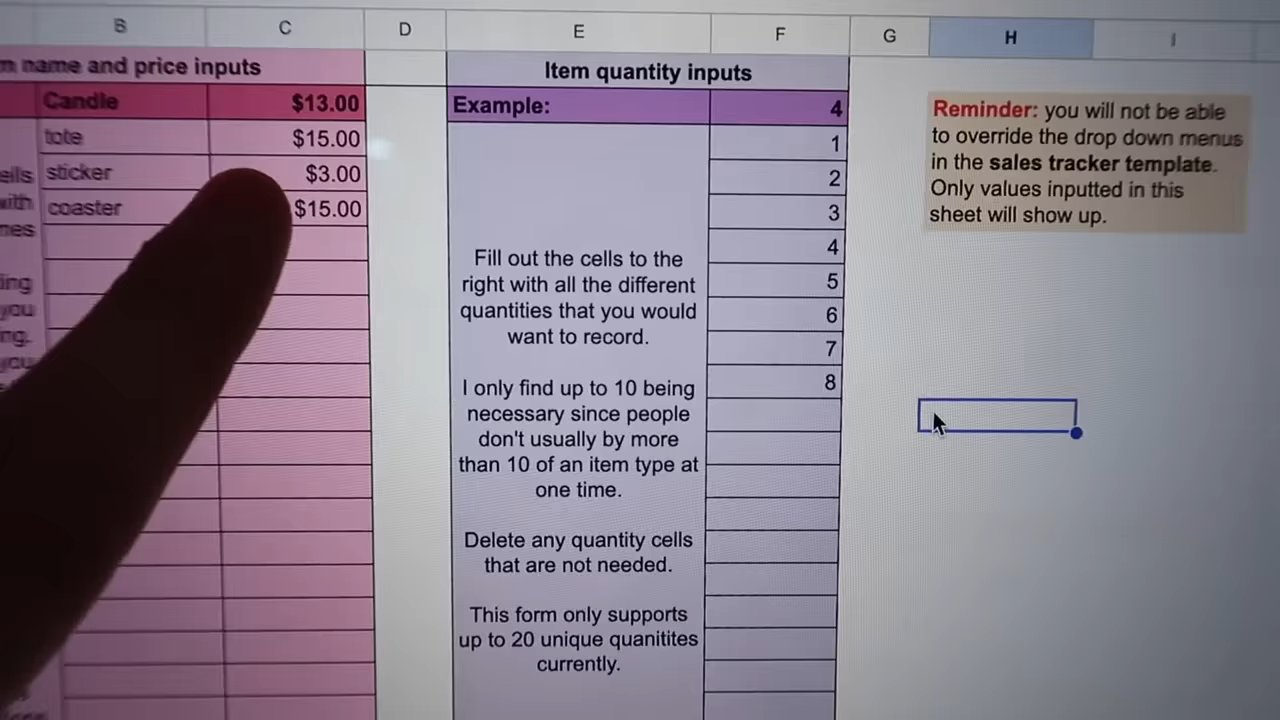 B C D E F G H I
name and price inputs
Item quantity inputs
Candle $13.00
Example: 4
tote $15.00
1
sticker $3.00
2
coaster $15.00
3
4
5
6
7
8
with
you
Fill out the cells to the
right with all the different
quantities that you would
want to record.
I only find up to 10 being
necessary since people
don't usually by more
than 10 of an item type at
one time.
Delete any quantity cells
that are not needed.
This form only supports
up to 20 unique quanitites
currently.
Reminder: you will not be able
to override the drop down menus
in the sales tracker template.
Only values inputted in this
sheet will show up.